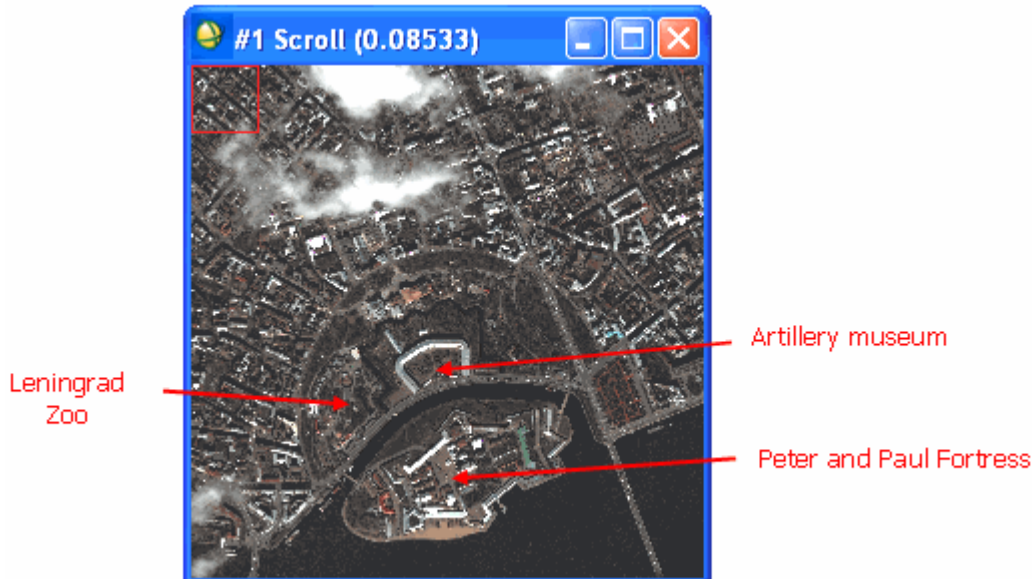 #1 Scroll (0.08533)
Artillery museum
Leningrad
Zoo
Peter and Paul Fortress